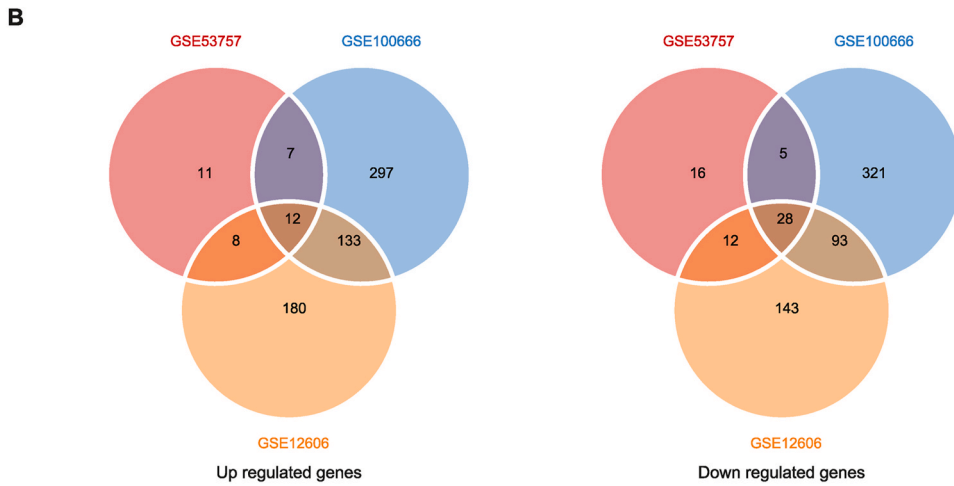 B
GSE53757 GSE100666
7
11 297
12
8 133
180
GSE12606
Up regulated genes
GSE53757 GSE100666
5
16 321
28
12 93
143
GSE12606
Down regulated genes